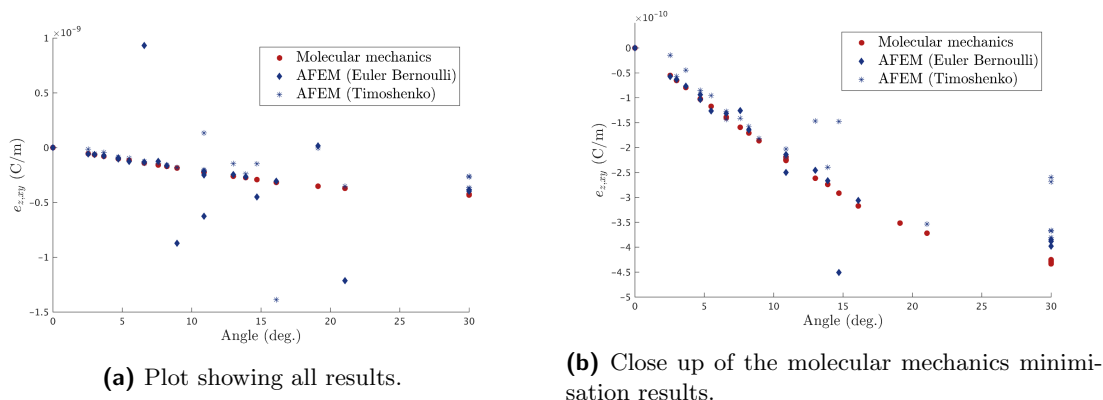 ×10⁻⁹
1
0.5
0
−0.5
−1
−1.5
0 5 10 15 20 25 30
Angle (deg.)
e_{z,xy} (C/m)
Molecular mechanics
AFEM (Euler Bernoulli)
AFEM (Timoshenko)
(a) Plot showing all results.
×10⁻¹⁰
0
−0.5
−1
−1.5
−2
−2.5
−3
−3.5
−4
−4.5
−5
0 5 10 15 20 25 30
Angle (deg.)
e_{z,xy} (C/m)
Molecular mechanics
AFEM (Euler Bernoulli)
AFEM (Timoshenko)
(b) Close up of the molecular mechanics minimi-
sation results.